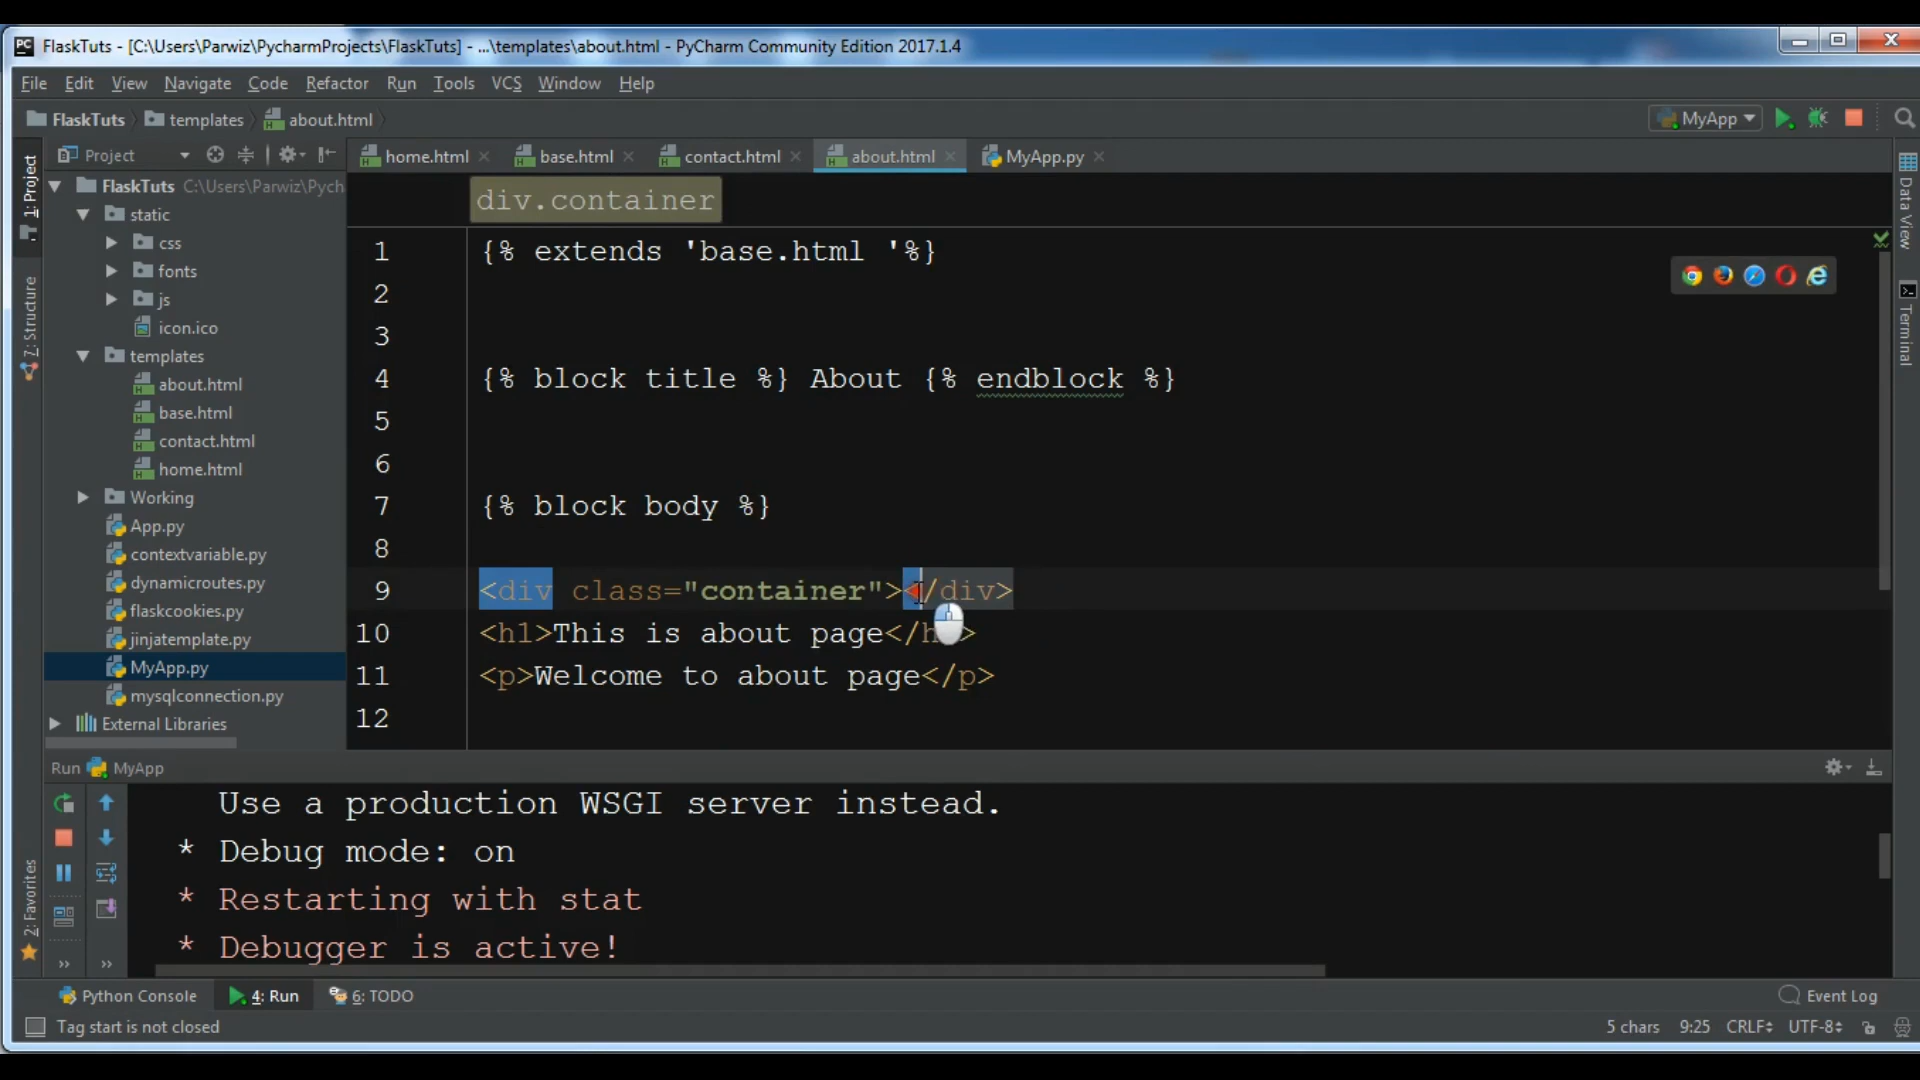 FlaskTuts - [C:\Users\Parwiz\PycharmProjects\FlaskTuts] - ...\templates\about.html - PyCharm Community Edition 2017.1.4
File Edit View Navigate Code Refactor Run Tools VCS Window Help
FlaskTuts templates about.html
MyApp
Project
home.html base.html contact.html about.html MyApp.py
1: Project
7: Structure
2: Favorites
FlaskTuts C:\Users\Parwiz\Pych
static
css
fonts
js
icon.ico
templates
about.html
base.html
contact.html
home.html
Working
App.py
contextvariable.py
dynamicroutes.py
flaskcookies.py
jinjatemplate.py
MyApp.py
mysqlconnection.py
External Libraries
div.container
1 {% extends 'base.html '%}
2
3
4 {% block title %} About {% endblock %}
5
6
7 {% block body %}
8
9 <div class="container"></div>
10 <h1>This is about page</h1>
11 <p>Welcome to about page</p>
12
Data View
Terminal
Run MyApp
Use a production WSGI server instead.
* Debug mode: on
* Restarting with stat
* Debugger is active!
Python Console 4: Run 6: TODO Event Log
Tag start is not closed 5 chars 9:25 CRLF UTF-8